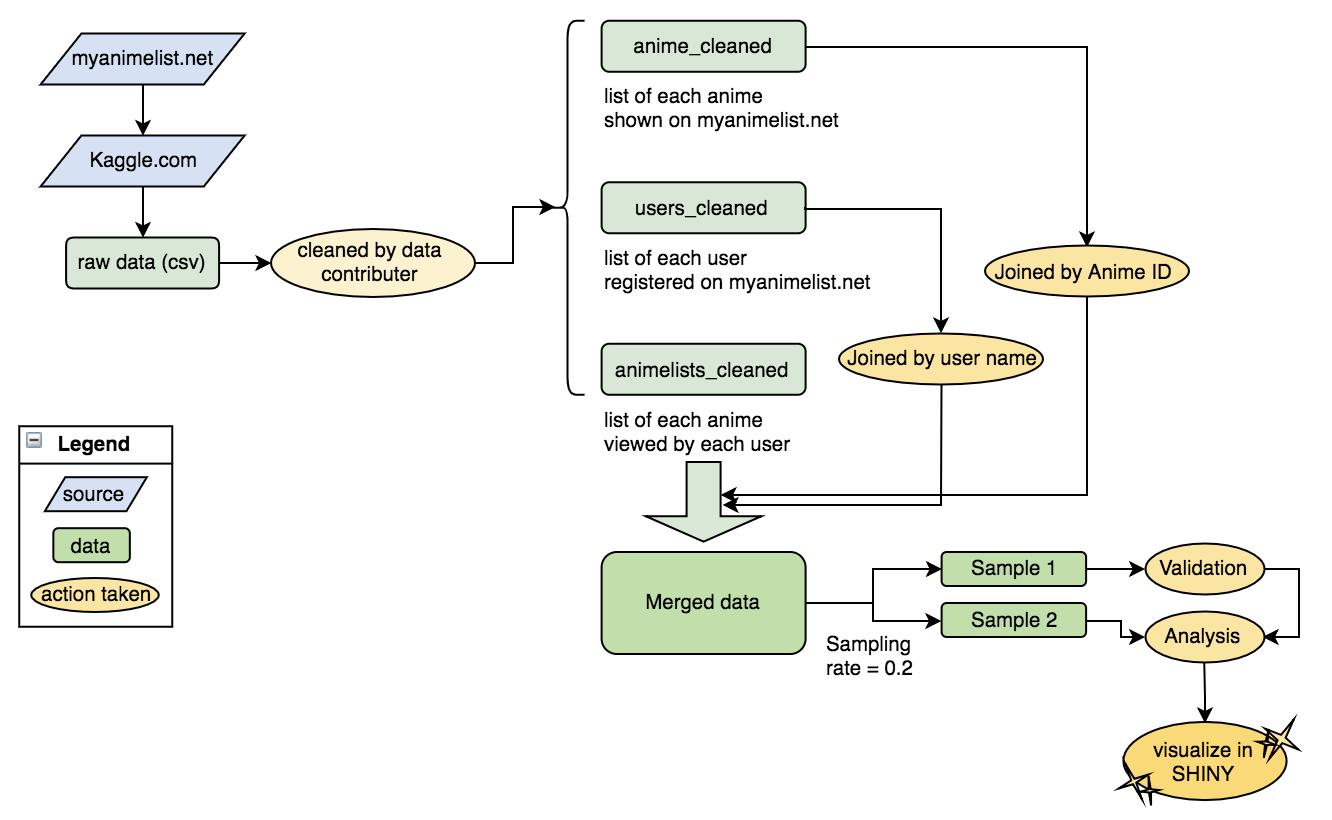 myanimelist.net
Kaggle.com
raw data (csv)
cleaned by data
contributer
anime_cleaned
list of each anime
shown on myanimelist.net
users_cleaned
list of each user
registered on myanimelist.net
animelists_cleaned
list of each anime
viewed by each user
Joined by Anime ID
Joined by user name
Legend
source
data
action taken
Merged data
Sampling
rate = 0.2
Sample 1
Sample 2
Validation
Analysis
visualize in
SHINY